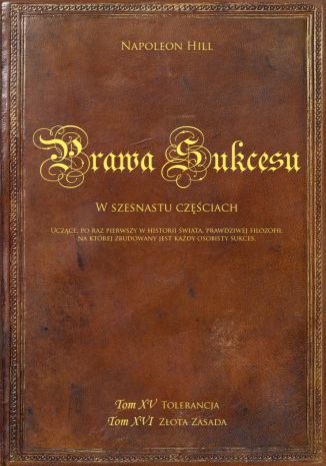 Napoleon Hill
Prawa Sukcesu
W szesnastu częściach
Uczące, po raz pierwszy w historii świata, prawdziwej filozofii,
na której zbudowany jest każdy osobisty sukces.
Tom XV Tolerancja
Tom XVI Złota Zasada